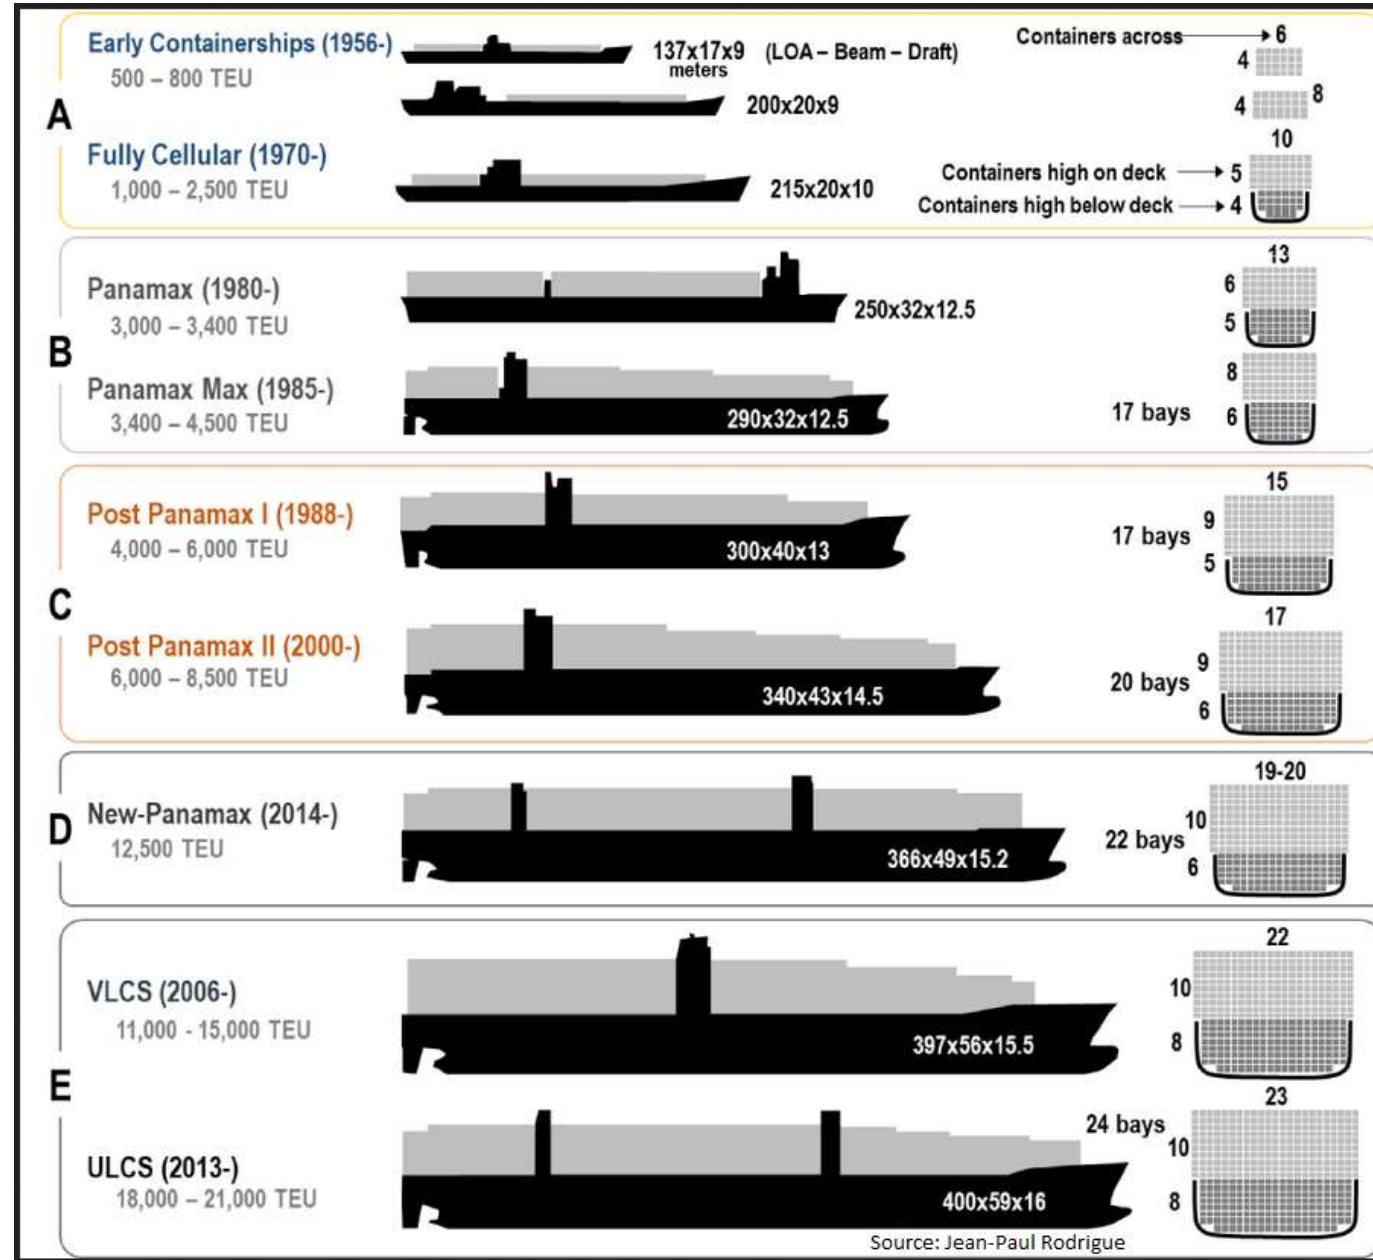 A
Early Containerships (1956-)
500 – 800 TEU
137x17x9 (LOA – Beam – Draft)
meters
Containers across
6
4
200x20x9
4
8
Fully Cellular (1970-)
1,000 – 2,500 TEU
215x20x10
10
Containers high on deck
5
Containers high below deck
4
B
Panamax (1980-)
3,000 – 3,400 TEU
250x32x12.5
13
6
5
Panamax Max (1985-)
3,400 – 4,500 TEU
290x32x12.5
17 bays
8
6
C
Post Panamax I (1988-)
4,000 – 6,000 TEU
300x40x13
17 bays
15
9
5
Post Panamax II (2000-)
6,000 – 8,500 TEU
340x43x14.5
20 bays
17
9
6
D
New-Panamax (2014-)
12,500 TEU
366x49x15.2
22 bays
19-20
10
6
E
VLCS (2006-)
11,000 - 15,000 TEU
397x56x15.5
22
10
8
ULCS (2013-)
18,000 – 21,000 TEU
400x59x16
24 bays
23
10
8
Source: Jean-Paul Rodrigue